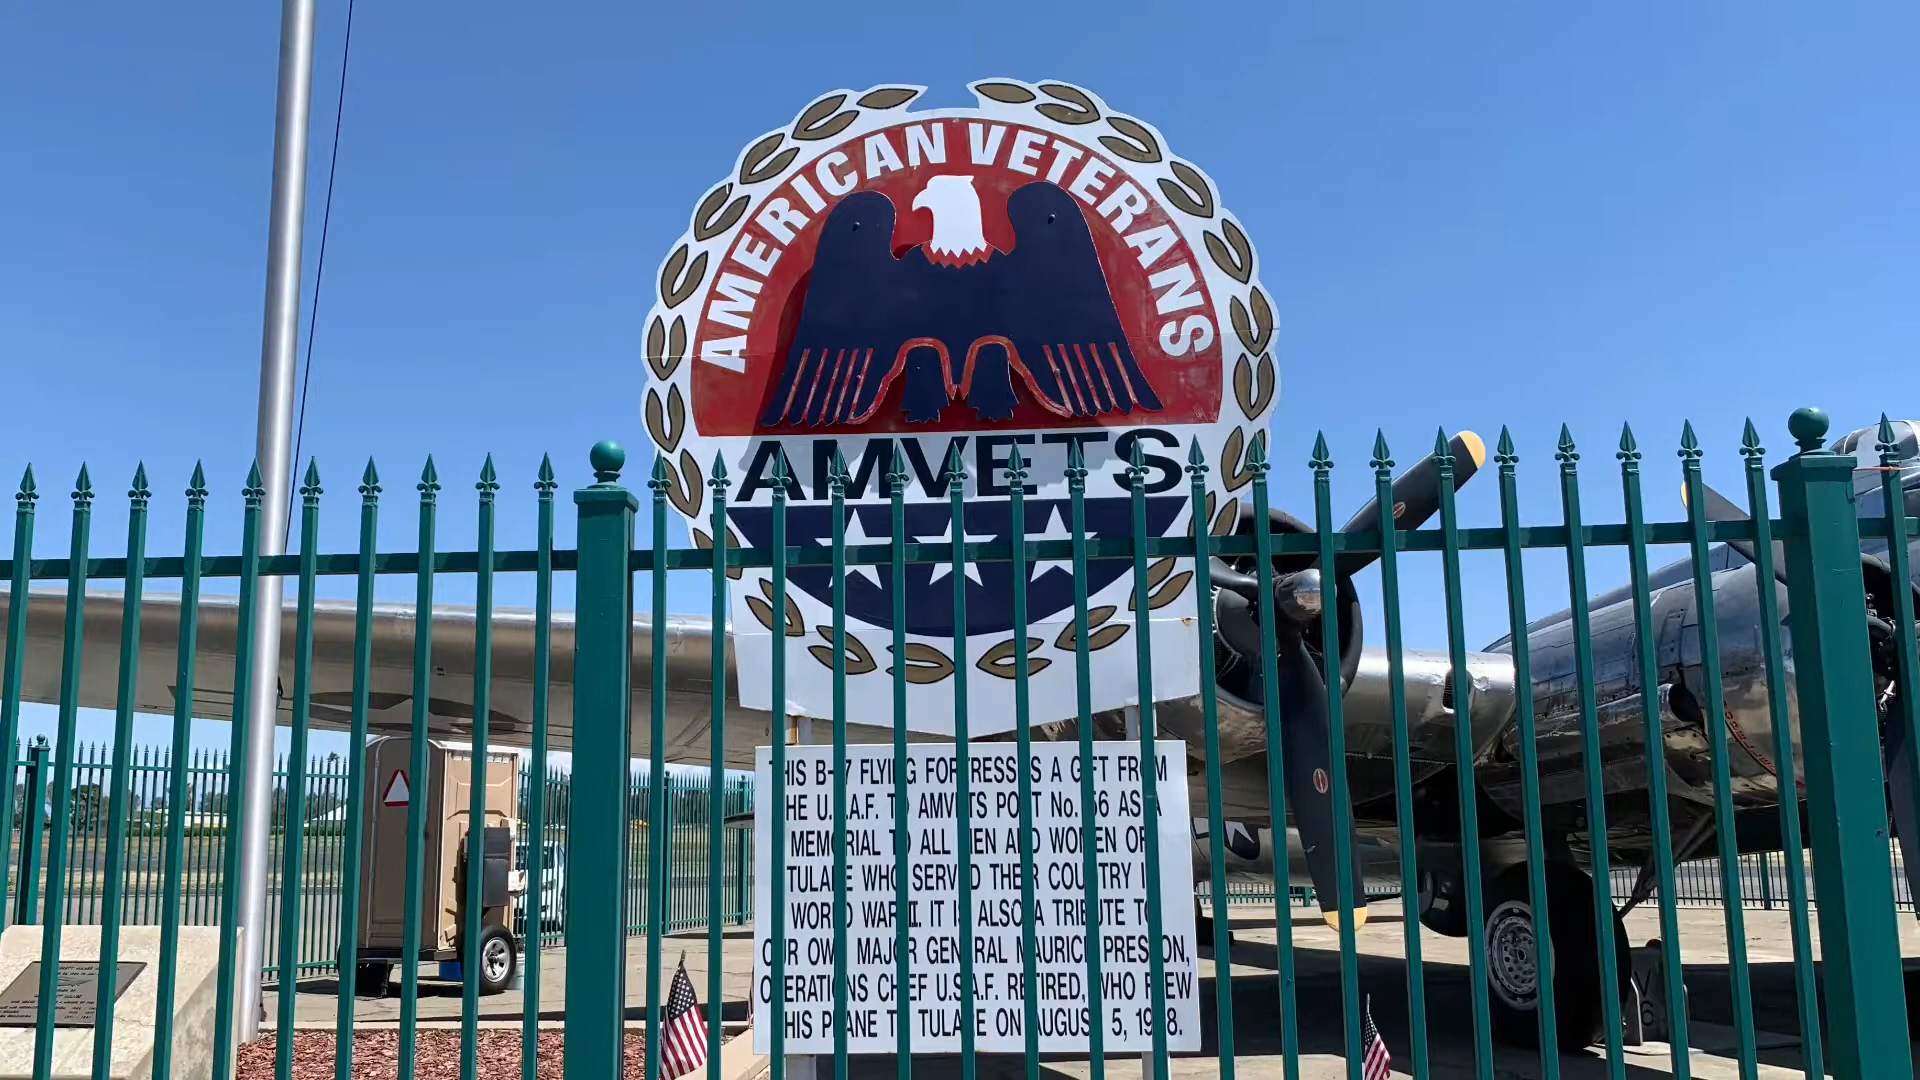 AMERICAN VETERANS
AMVETS
THIS B-17 FLYING FORTRESS IS A GIFT FROM
THE U.S.A.F. TO AMVETS POST No. 56 AS A
MEMORIAL TO ALL MEN AND WOMEN OF
TULARE WHO SERVED THEIR COUNTRY IN
WORLD WAR II. IT IS ALSO A TRIBUTE TO
OUR OWN MAJOR GENERAL MAURICE PRESTON,
OPERATIONS CHIEF U.S.A.F. RETIRED, WHO FLEW
THIS PLANE TO TULARE ON AUGUST 5,